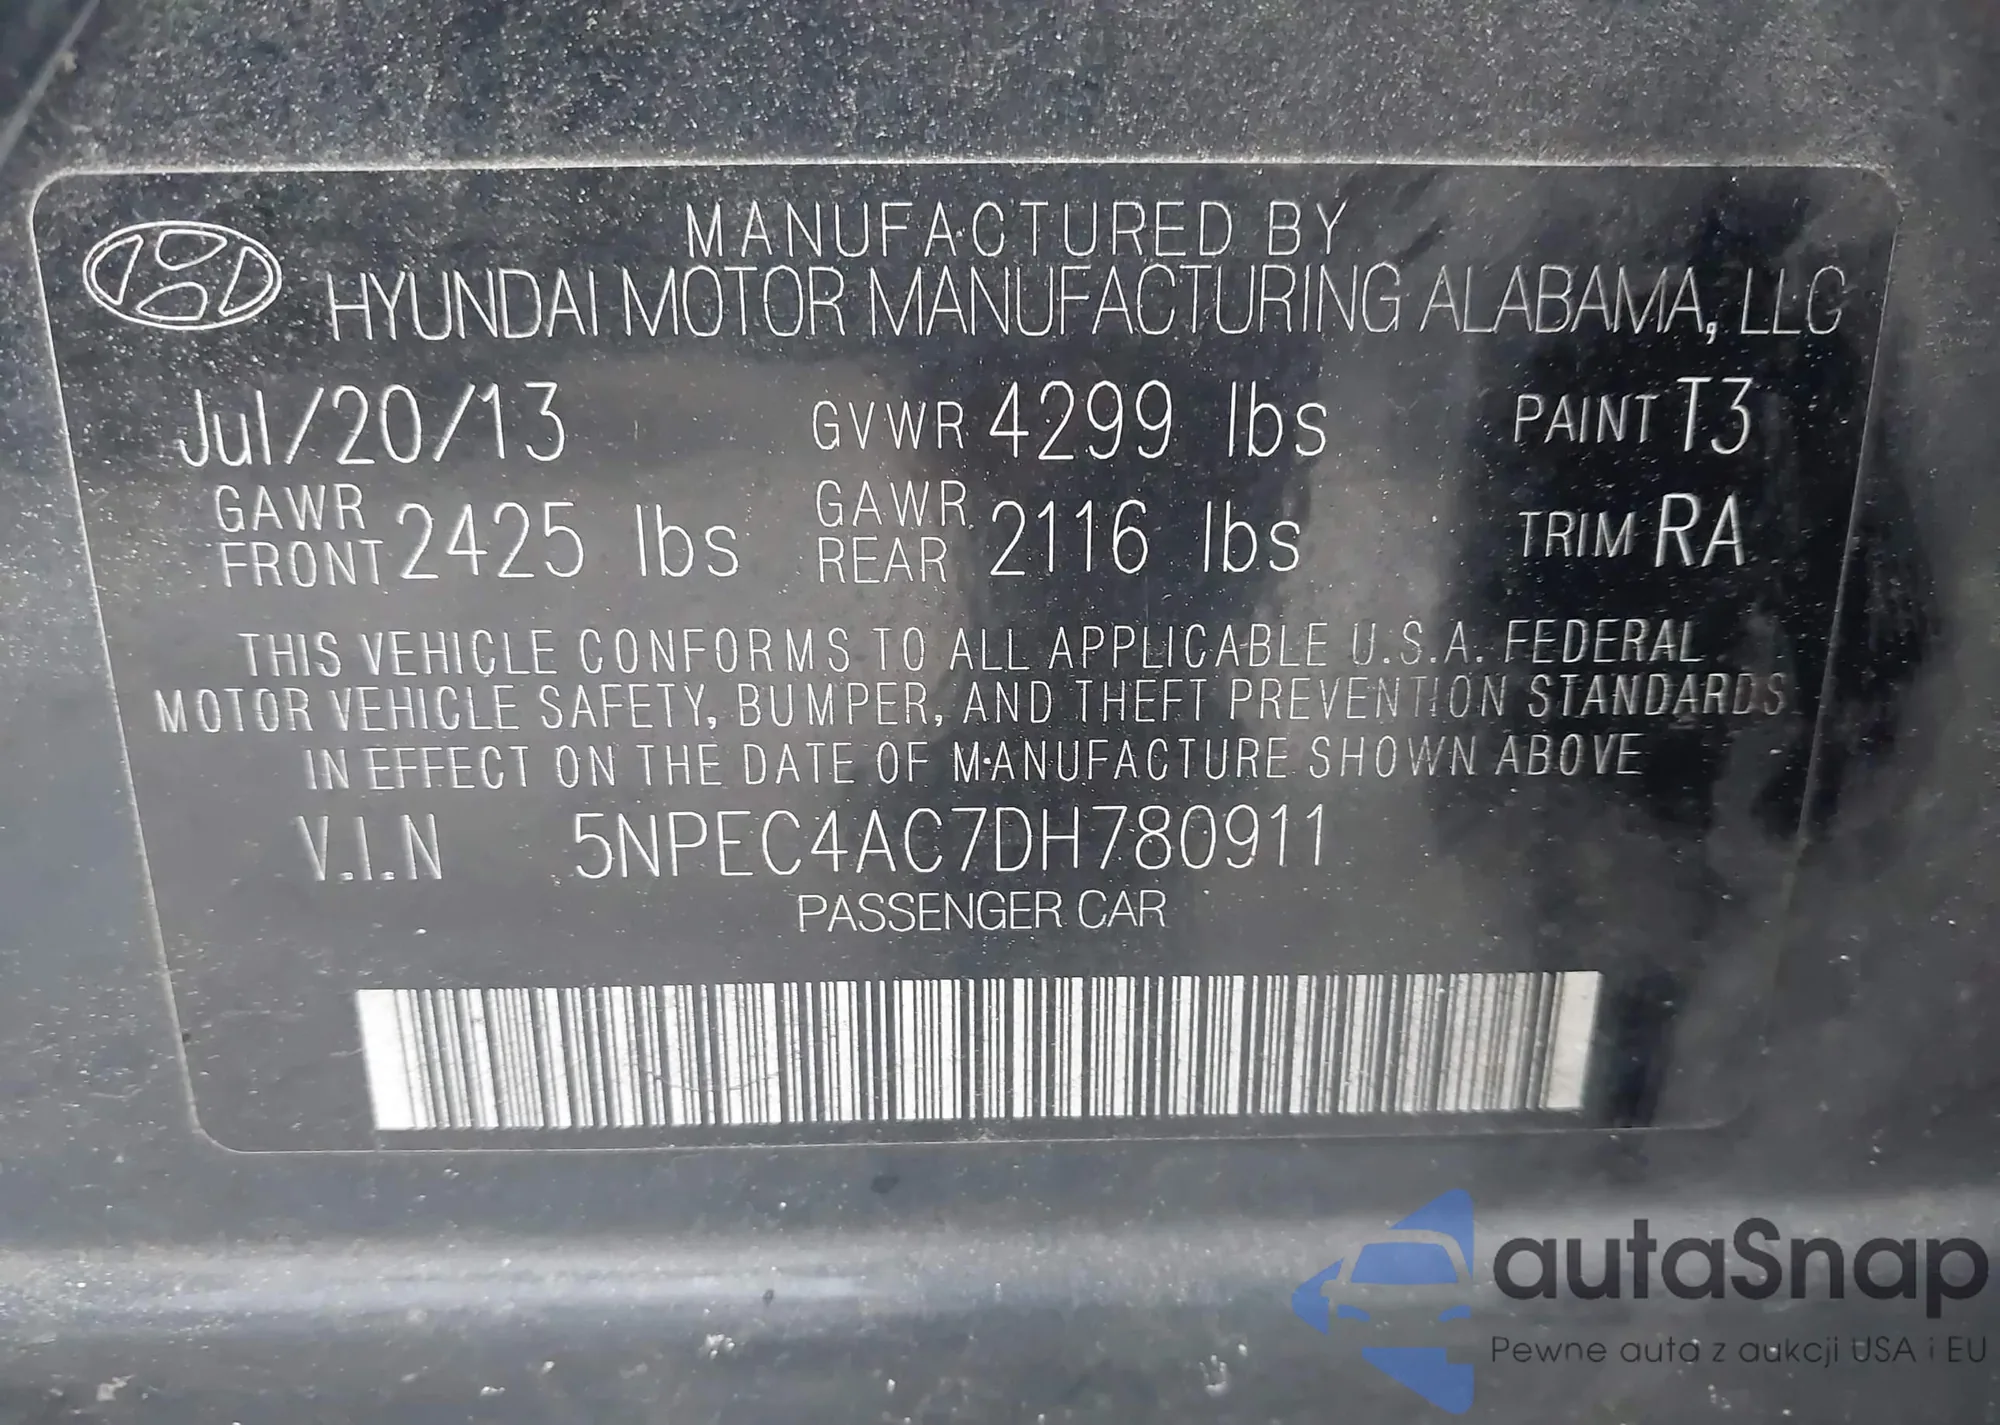 MANUFACTURED BY
HYUNDAI MOTOR MANUFACTURING ALABAMA, LLC
Jul/20/13 GVWR 4299 lbs PAINT T3
GAWR FRONT 2425 lbs GAWR REAR 2116 lbs TRIM RA
THIS VEHICLE CONFORMS TO ALL APPLICABLE U.S.A. FEDERAL
MOTOR VEHICLE SAFETY, BUMPER, AND THEFT PREVENTION STANDARDS
IN EFFECT ON THE DATE OF MANUFACTURE SHOWN ABOVE
V.I.N 5NPEC4AC7DH780911
PASSENGER CAR
autaSnap
Pewne auta z aukcji USA i EU